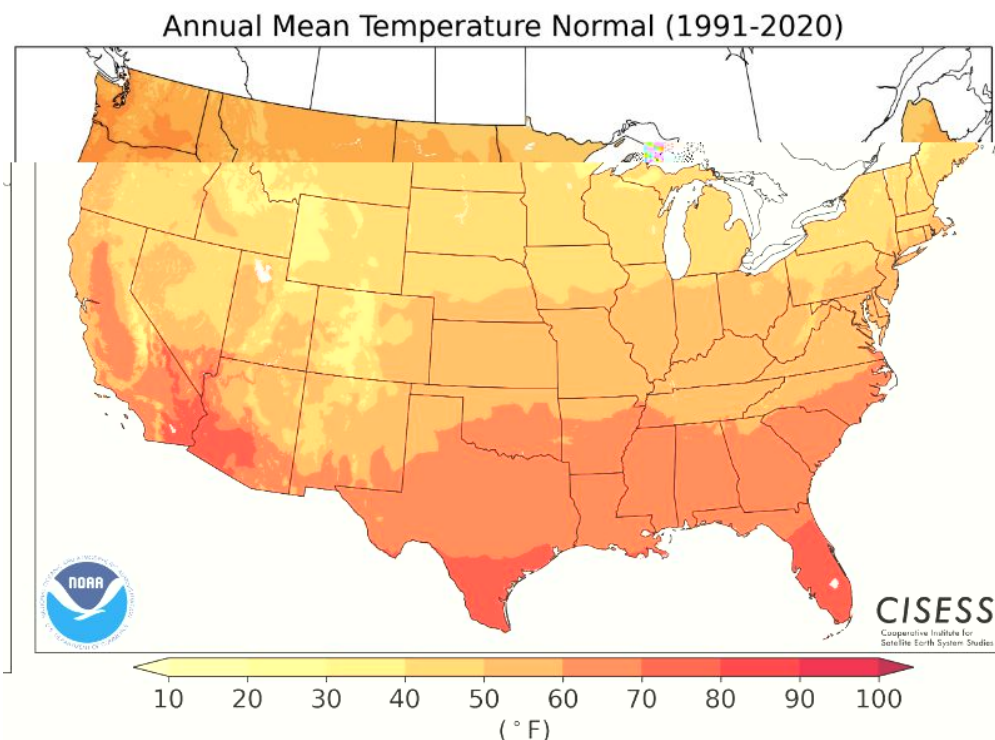 Annual Mean Temperature Normal (1991-2020)
NOAA
CISESS
Cooperative Institute for
Satellite Earth System Studies
10 20 30 40 50 60 70 80 90 100
(°F)